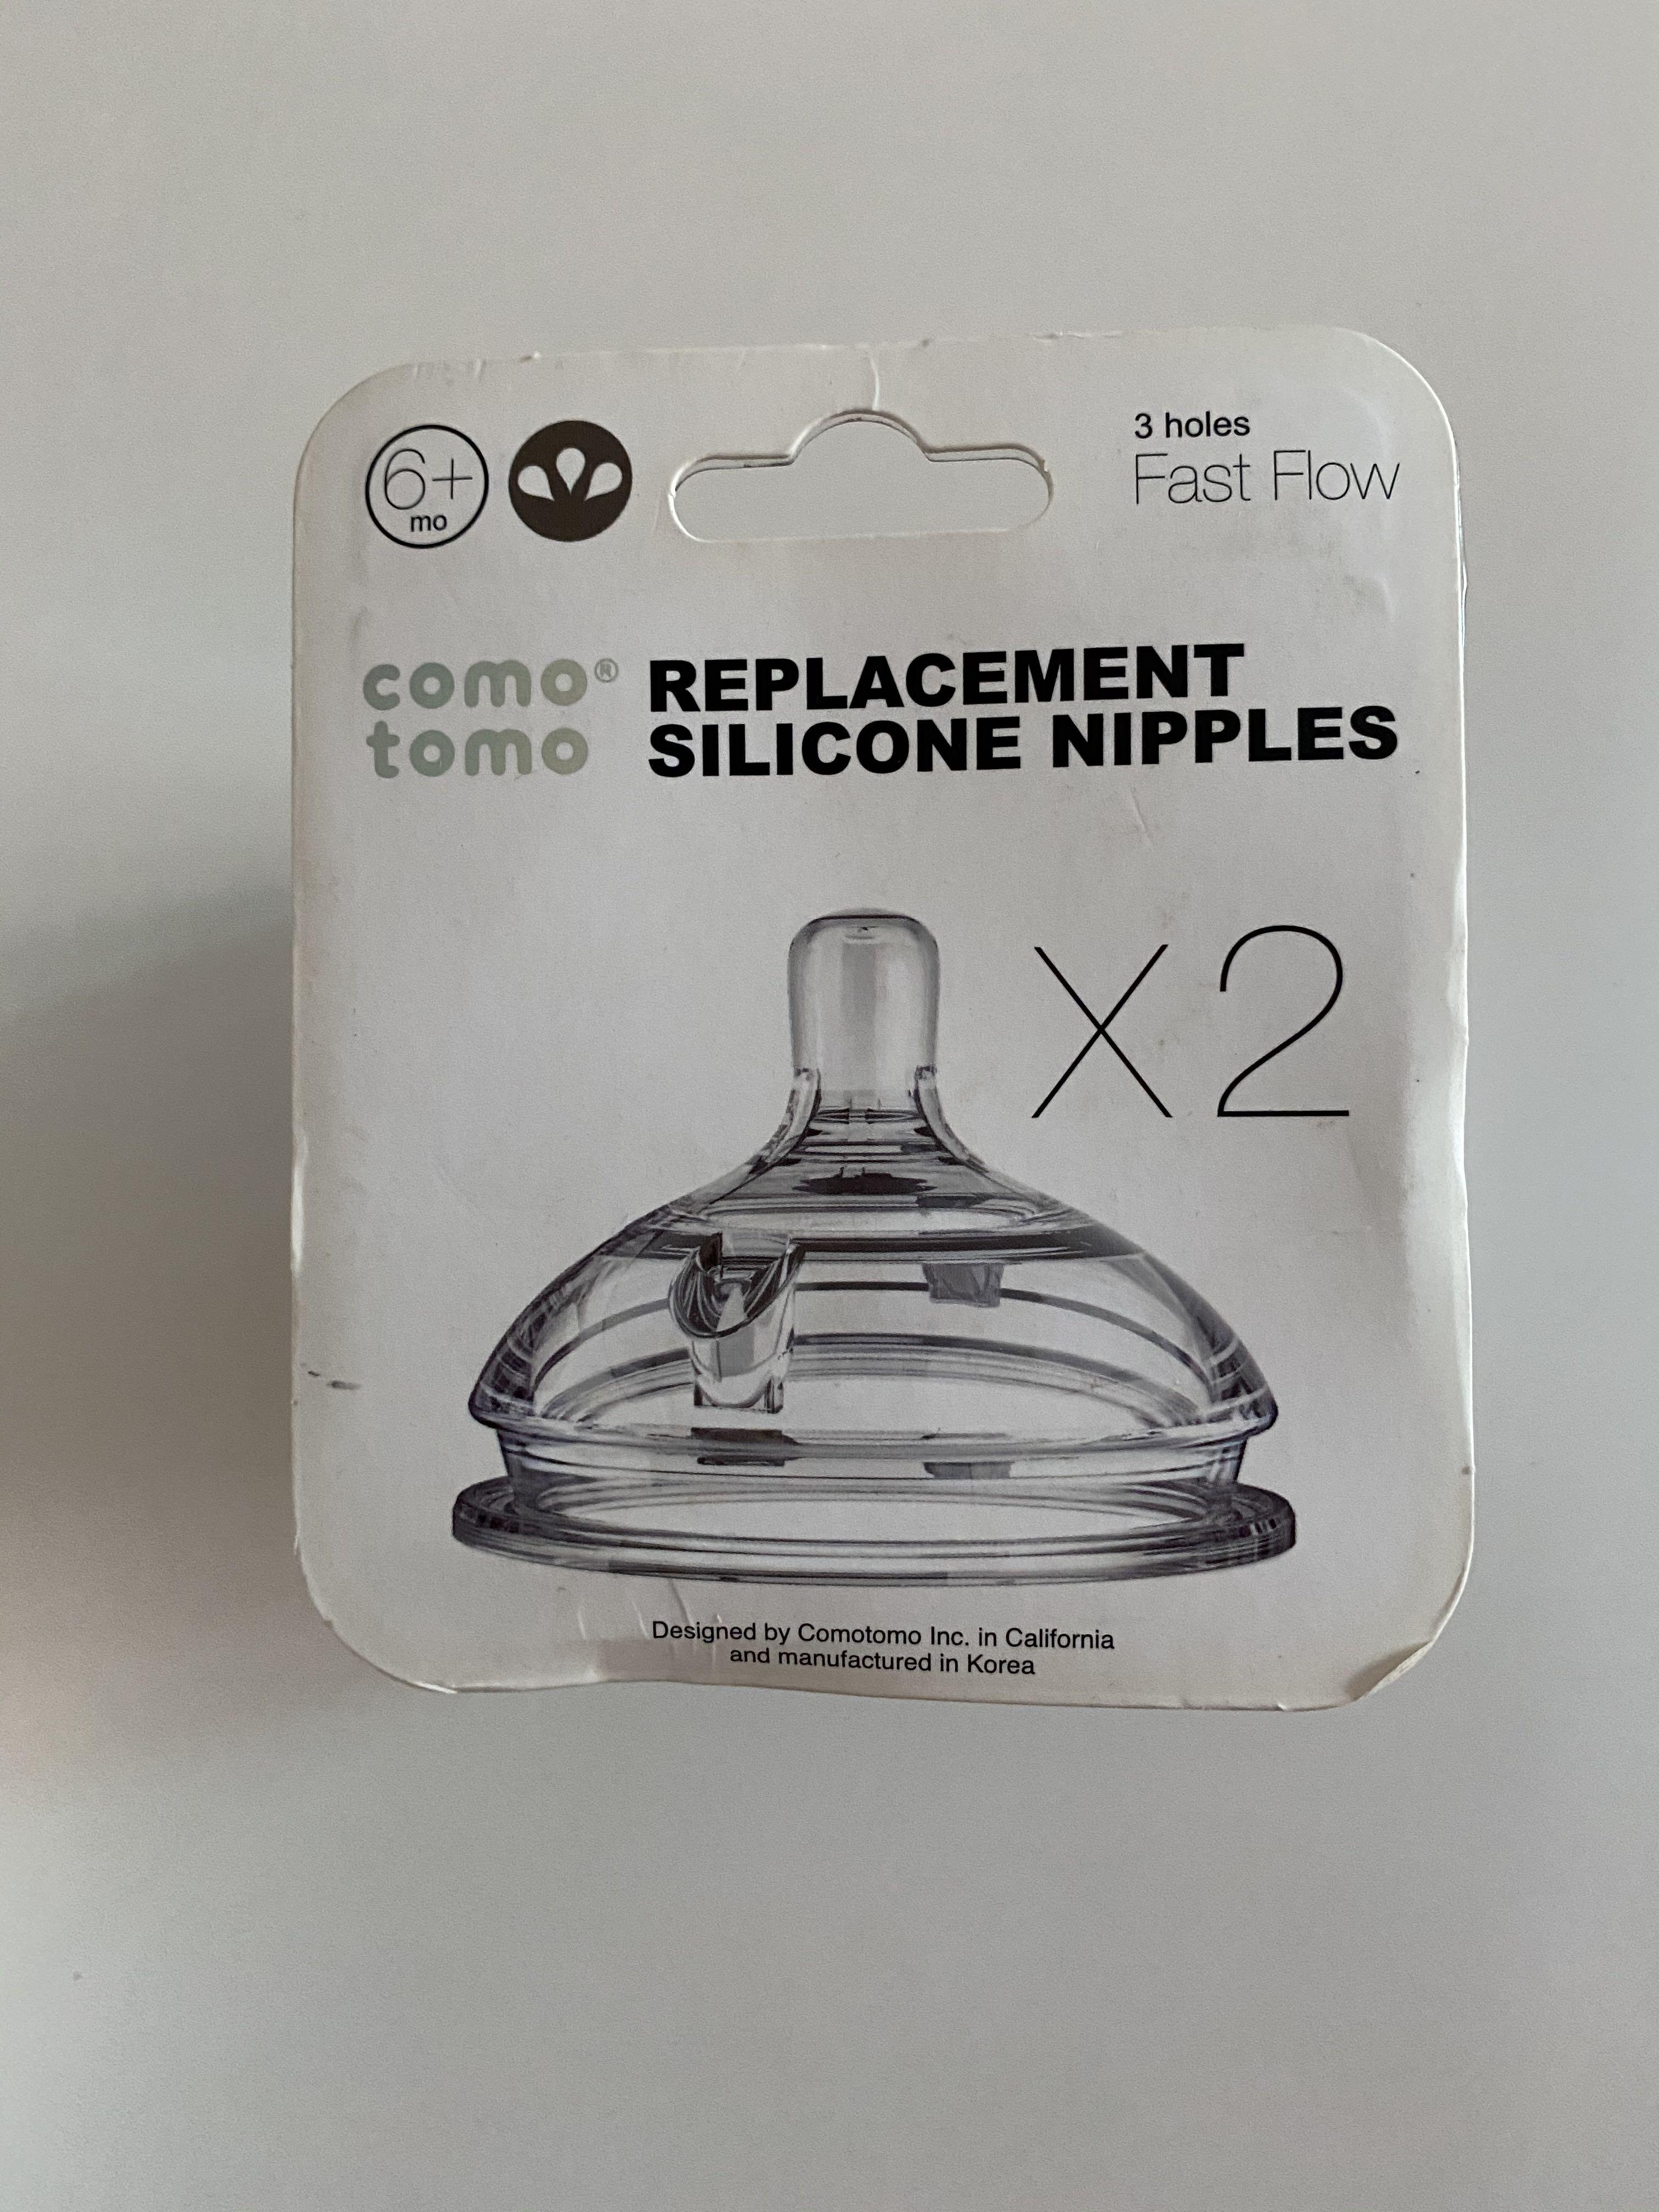 6+
mo
3 holes
Fast Flow
como®
tomo
REPLACEMENT
SILICONE NIPPLES
X2
Designed by Comotomo Inc. in California
and manufactured in Korea